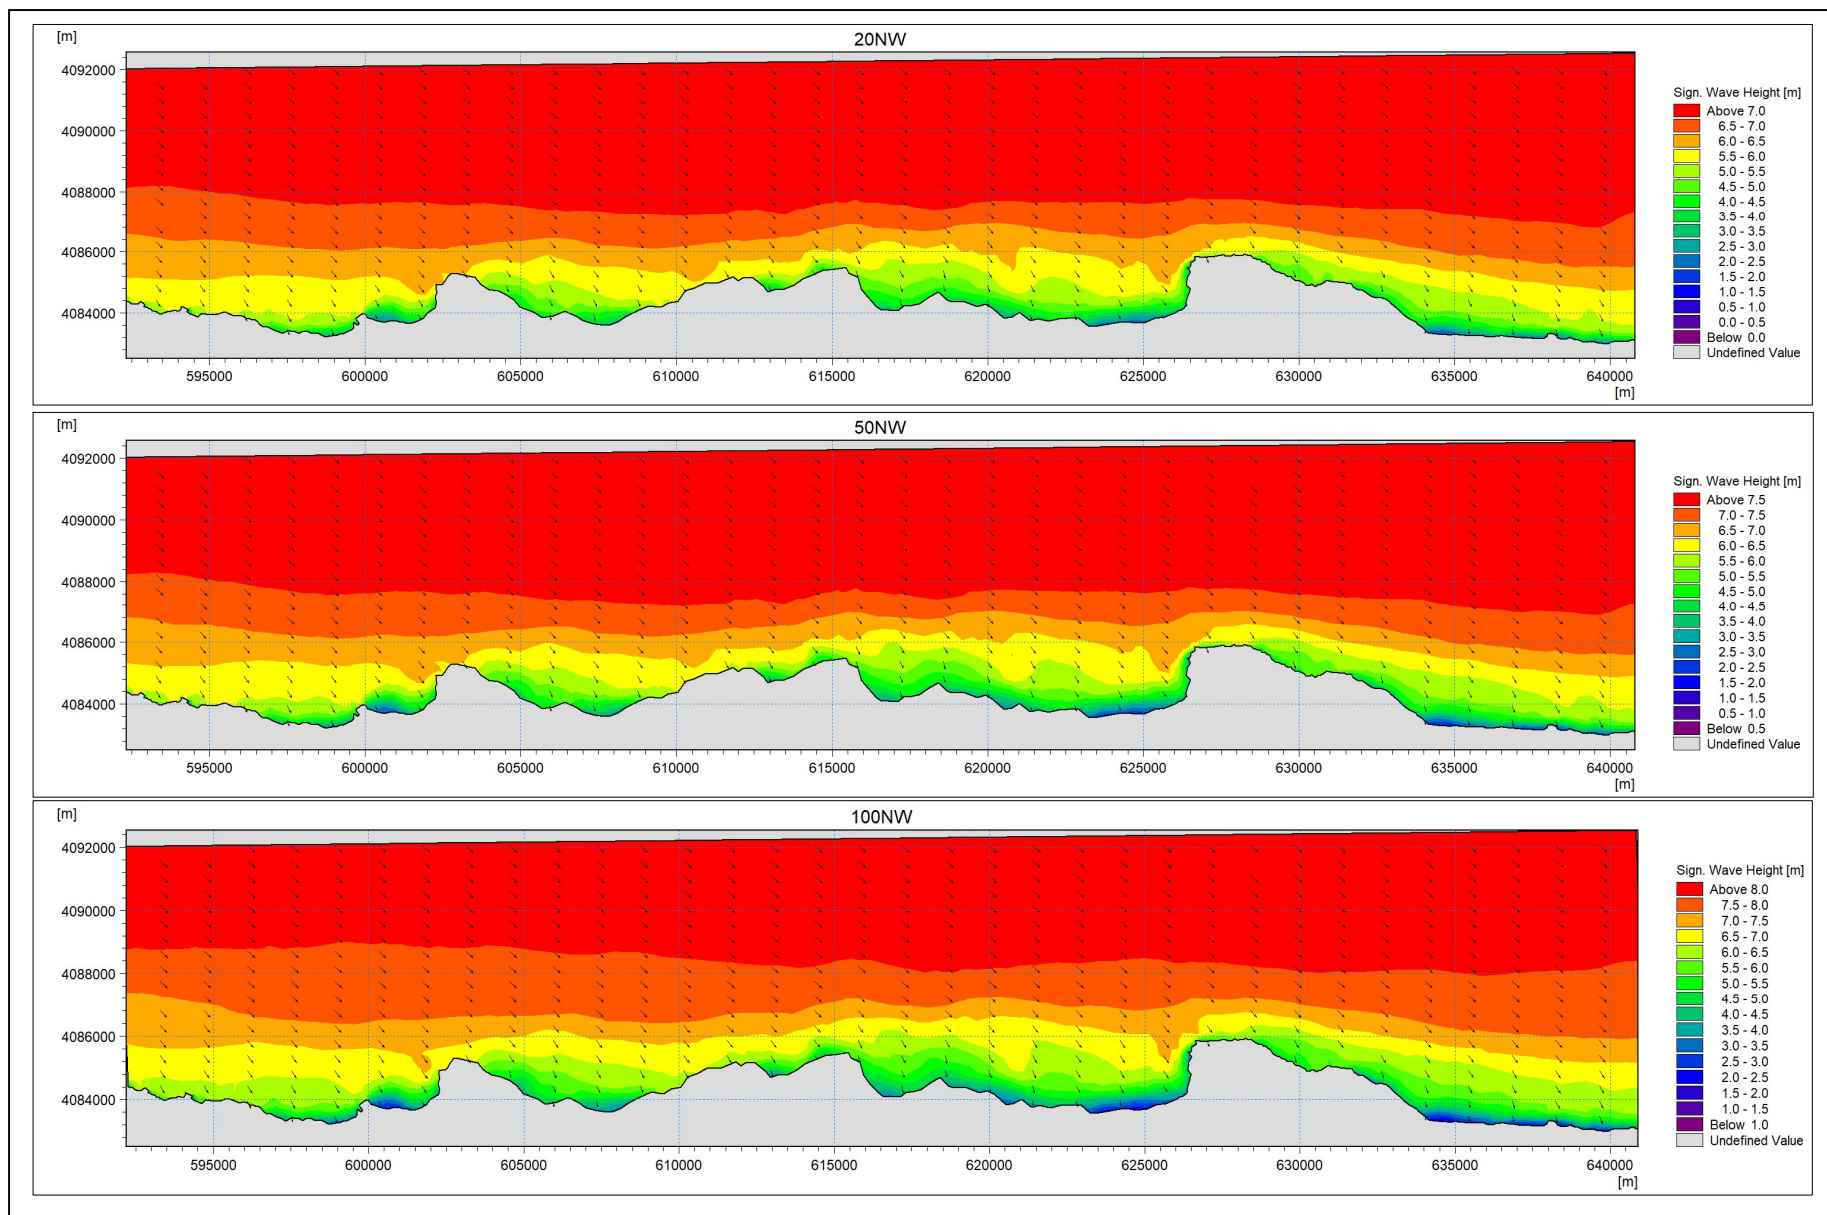 [m]
20NW
4092000
4090000
4088000
4086000
4084000
595000 600000 605000 610000 615000 620000 625000 630000 635000 640000
[m]
Sign. Wave Height [m]
Above 7.0
6.5 - 7.0
6.0 - 6.5
5.5 - 6.0
5.0 - 5.5
4.5 - 5.0
4.0 - 4.5
3.5 - 4.0
3.0 - 3.5
2.5 - 3.0
2.0 - 2.5
1.5 - 2.0
1.0 - 1.5
0.5 - 1.0
0.0 - 0.5
Below 0.0
Undefined Value
[m]
50NW
4092000
4090000
4088000
4086000
4084000
595000 600000 605000 610000 615000 620000 625000 630000 635000 640000
[m]
Sign. Wave Height [m]
Above 7.5
7.0 - 7.5
6.5 - 7.0
6.0 - 6.5
5.5 - 6.0
5.0 - 5.5
4.5 - 5.0
4.0 - 4.5
3.5 - 4.0
3.0 - 3.5
2.5 - 3.0
2.0 - 2.5
1.5 - 2.0
1.0 - 1.5
0.5 - 1.0
Below 0.5
Undefined Value
[m]
100NW
4092000
4090000
4088000
4086000
4084000
595000 600000 605000 610000 615000 620000 625000 630000 635000 640000
[m]
Sign. Wave Height [m]
Above 8.0
7.5 - 8.0
7.0 - 7.5
6.5 - 7.0
6.0 - 6.5
5.5 - 6.0
5.0 - 5.5
4.5 - 5.0
4.0 - 4.5
3.5 - 4.0
3.0 - 3.5
2.5 - 3.0
2.0 - 2.5
1.5 - 2.0
1.0 - 1.5
Below 1.0
Undefined Value